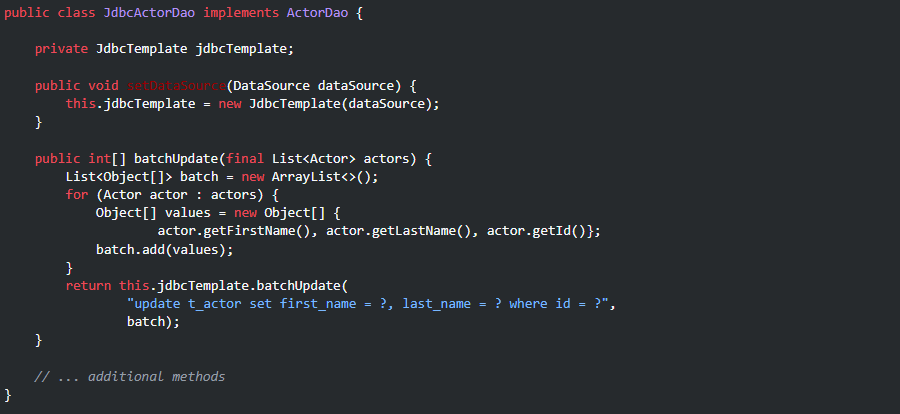 public class JdbcActorDao implements ActorDao {
private JdbcTemplate jdbcTemplate;
public void setDataSource(DataSource dataSource) {
this.jdbcTemplate = new JdbcTemplate(dataSource);
}
public int[] batchUpdate(final List<Actor> actors) {
List<Object[]> batch = new ArrayList<>();
for (Actor actor : actors) {
Object[] values = new Object[] {
actor.getFirstName(), actor.getLastName(), actor.getId()};
batch.add(values);
}
return this.jdbcTemplate.batchUpdate(
"update t_actor set first_name = ?, last_name = ? where id = ?",
batch);
}
// ... additional methods
}